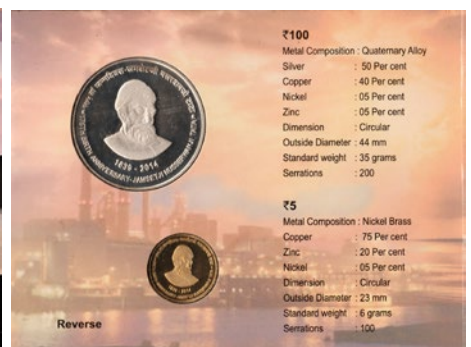 ₹100
Metal Composition : Quaternary Alloy
Silver : 50 Per cent
Copper : 40 Per cent
Nickel : 05 Per cent
Zinc : 05 Per cent
Dimension : Circular
Outside Diameter : 44 mm
Standard weight : 35 grams
Serrations : 200
1839 - 2014
ANNIVERSARY-JAMSETJI NUSSERWANJI
₹5
Metal Composition : Nickel Brass
Copper : 75 Per cent
Zinc : 20 Per cent
Nickel : 05 Per cent
Dimension : Circular
Outside Diameter : 23 mm
Standard weight : 6 grams
Serrations : 100
Reverse